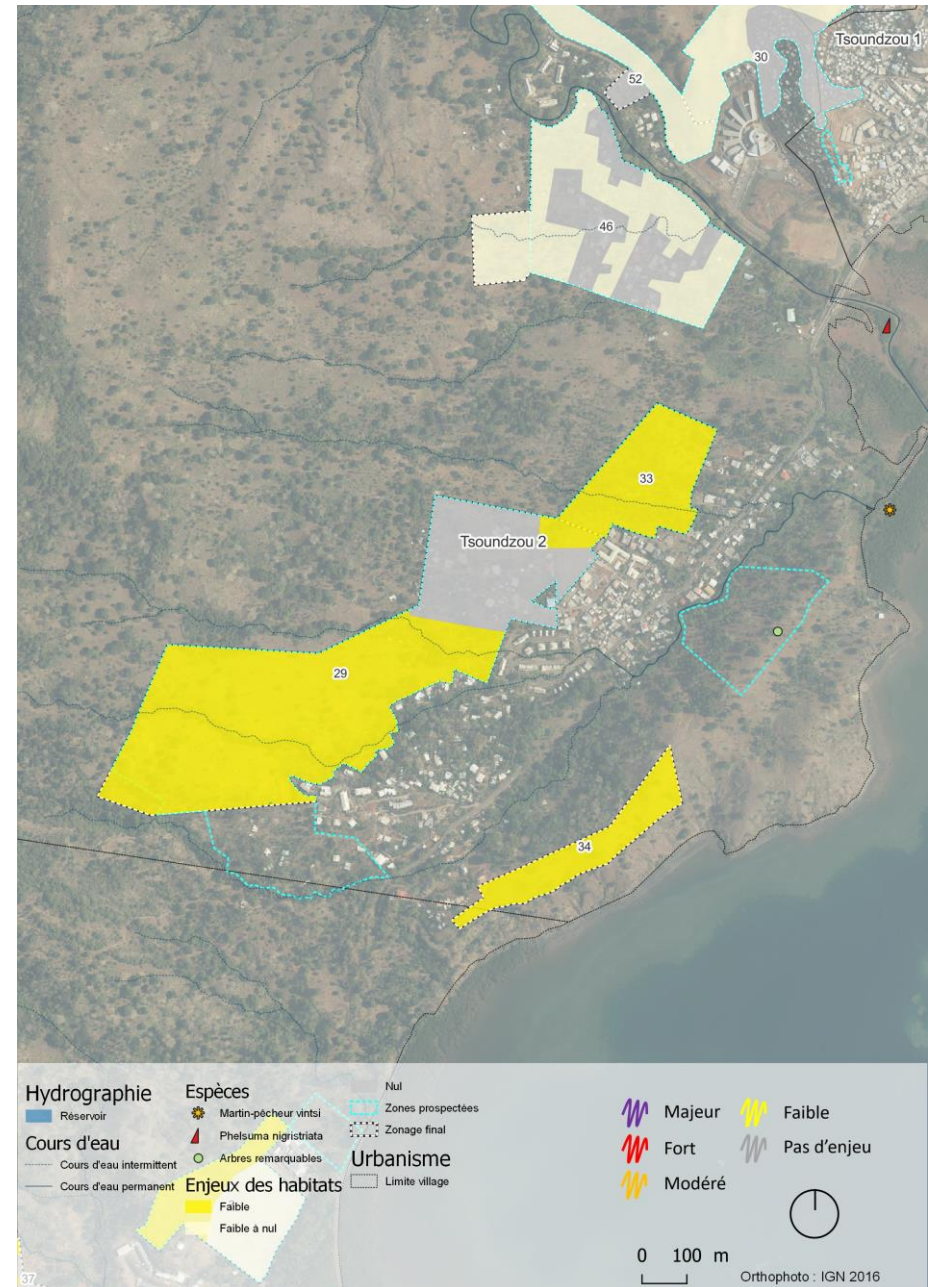 Tsoundzou 1
30
52
46
33
Tsoundzou 2
29
34
Hydrographie
Réservoir
Cours d'eau
Cours d'eau intermittent
Cours d'eau permanent
Espèces
Martin-pêcheur vintsi
Phelsuma nigristriata
Arbres remarquables
Enjeux des habitats
Faible
Faible à nul
Nul
Zones prospectées
Zonage final
Urbanisme
Limite village
Majeur
Fort
Modéré
Faible
Pas d'enjeu
0 100 m
Orthophoto : IGN 2016
37